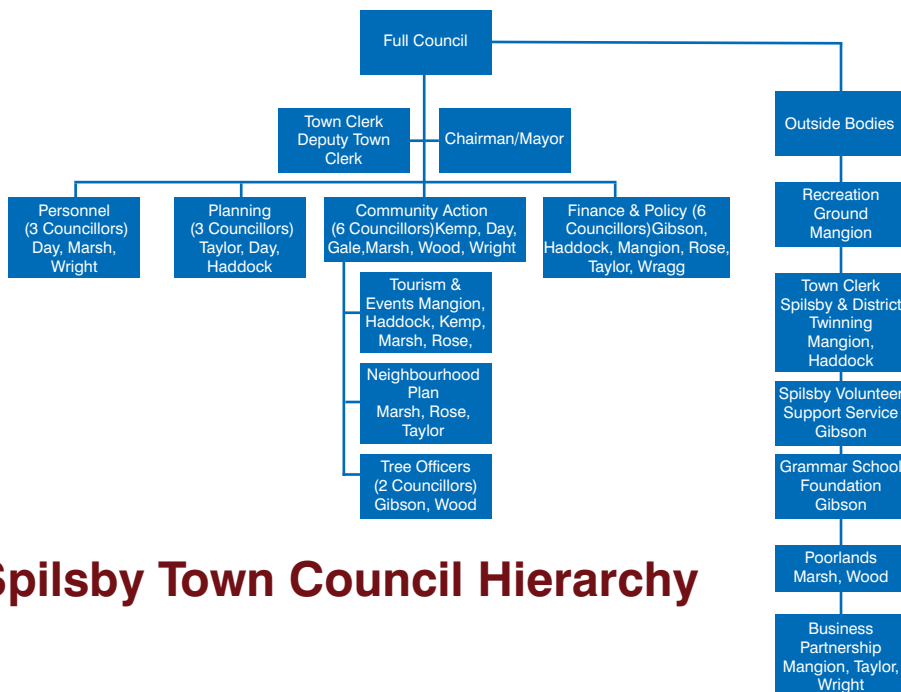 Full Council
Town Clerk
Deputy Town
Clerk
Chairman/Mayor
Personnel
(3 Councillors)
Day, Marsh,
Wright
Planning
(3 Councillors)
Taylor, Day,
Haddock
Community Action
(6 Councillors)Kemp, Day,
Gale,Marsh, Wood, Wright
Finance & Policy (6
Councillors)Gibson,
Haddock, Mangion, Rose,
Taylor, Wragg
Tourism &
Events Mangion,
Haddock, Kemp,
Marsh, Rose,
Neighbourhood
Plan
Marsh, Rose,
Taylor
Tree Officers
(2 Councillors)
Gibson, Wood
Outside Bodies
Recreation
Ground
Mangion
Town Clerk
Spilsby & District
Twinning
Mangion,
Haddock
Spilsby Volunteer
Support Service
Gibson
Grammar School
Foundation
Gibson
Poorlands
Marsh, Wood
Business
Partnership
Mangion, Taylor,
Wright
Spilsby Town Council Hierarchy